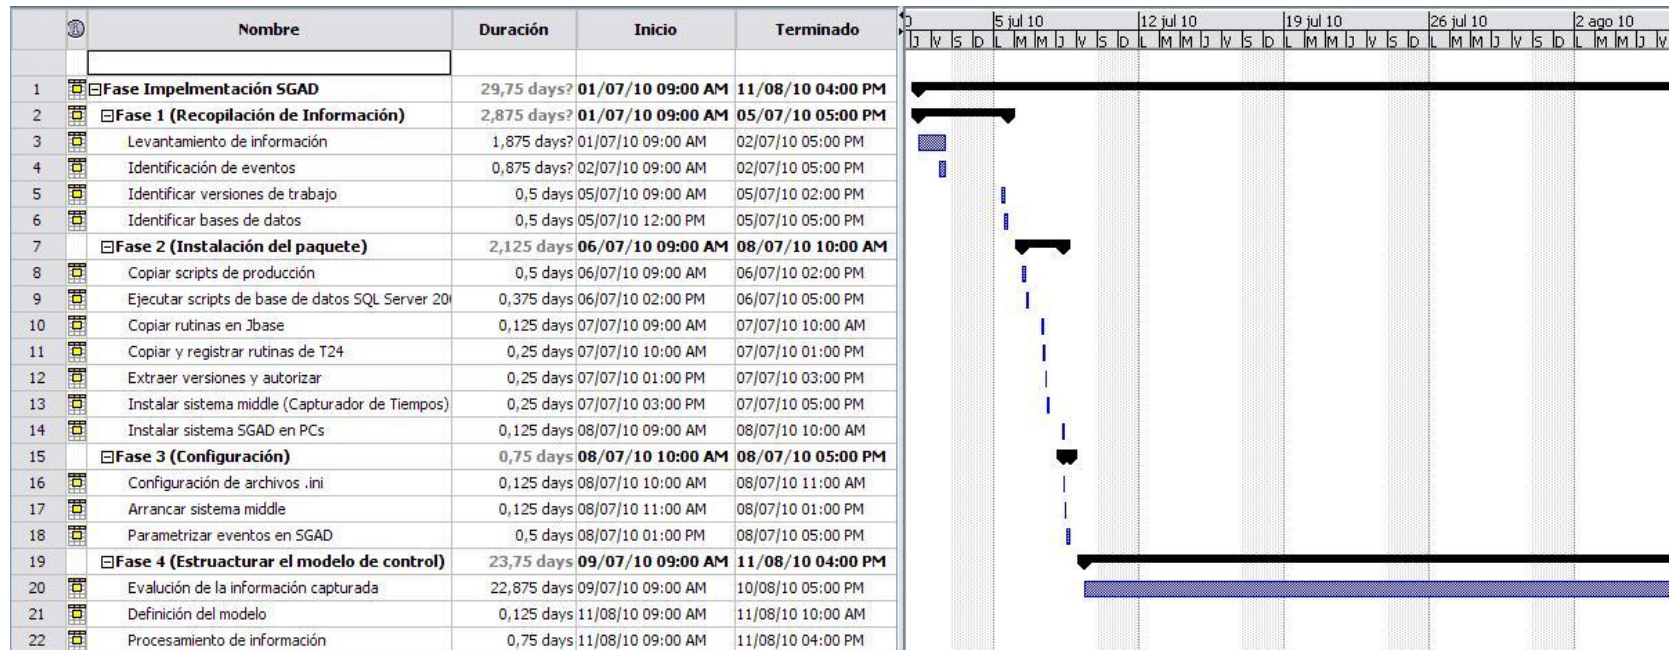 Nombre Duración Inicio Terminado
5 jul 10 12 jul 10 19 jul 10 26 jul 10 2 ago 10
J V S D L M M J V S D L M M J V S D L M M J V S D L M M J V S D L M M J V
1 Fase Impelmentación SGAD 29,75 days? 01/07/10 09:00 AM 11/08/10 04:00 PM
2 Fase 1 (Recopilación de Información) 2,875 days? 01/07/10 09:00 AM 05/07/10 05:00 PM
3 Levantamiento de información 1,875 days? 01/07/10 09:00 AM 02/07/10 05:00 PM
4 Identificación de eventos 0,875 days? 02/07/10 09:00 AM 02/07/10 05:00 PM
5 Identificar versiones de trabajo 0,5 days 05/07/10 09:00 AM 05/07/10 02:00 PM
6 Identificar bases de datos 0,5 days 05/07/10 12:00 PM 05/07/10 05:00 PM
7 Fase 2 (Instalación del paquete) 2,125 days 06/07/10 09:00 AM 08/07/10 10:00 AM
8 Copiar scripts de producción 0,5 days 06/07/10 09:00 AM 06/07/10 02:00 PM
9 Ejecutar scripts de base de datos SQL Server 20 0,375 days 06/07/10 02:00 PM 06/07/10 05:00 PM
10 Copiar rutinas en Jbase 0,125 days 07/07/10 09:00 AM 07/07/10 10:00 AM
11 Copiar y registrar rutinas de T24 0,25 days 07/07/10 10:00 AM 07/07/10 01:00 PM
12 Extraer versiones y autorizar 0,25 days 07/07/10 01:00 PM 07/07/10 03:00 PM
13 Instalar sistema middle (Capturador de Tiempos) 0,25 days 07/07/10 03:00 PM 07/07/10 05:00 PM
14 Instalar sistema SGAD en PCs 0,125 days 08/07/10 09:00 AM 08/07/10 10:00 AM
15 Fase 3 (Configuración) 0,75 days 08/07/10 10:00 AM 08/07/10 05:00 PM
16 Configuración de archivos .ini 0,125 days 08/07/10 10:00 AM 08/07/10 11:00 AM
17 Arrancar sistema middle 0,125 days 08/07/10 11:00 AM 08/07/10 01:00 PM
18 Parametrizar eventos en SGAD 0,5 days 08/07/10 01:00 PM 08/07/10 05:00 PM
19 Fase 4 (Estruacturar el modelo de control) 23,75 days 09/07/10 09:00 AM 11/08/10 04:00 PM
20 Evalución de la información capturada 22,875 days 09/07/10 09:00 AM 10/08/10 05:00 PM
21 Definición del modelo 0,125 days 11/08/10 09:00 AM 11/08/10 10:00 AM
22 Procesamiento de información 0,75 days 11/08/10 09:00 AM 11/08/10 04:00 PM